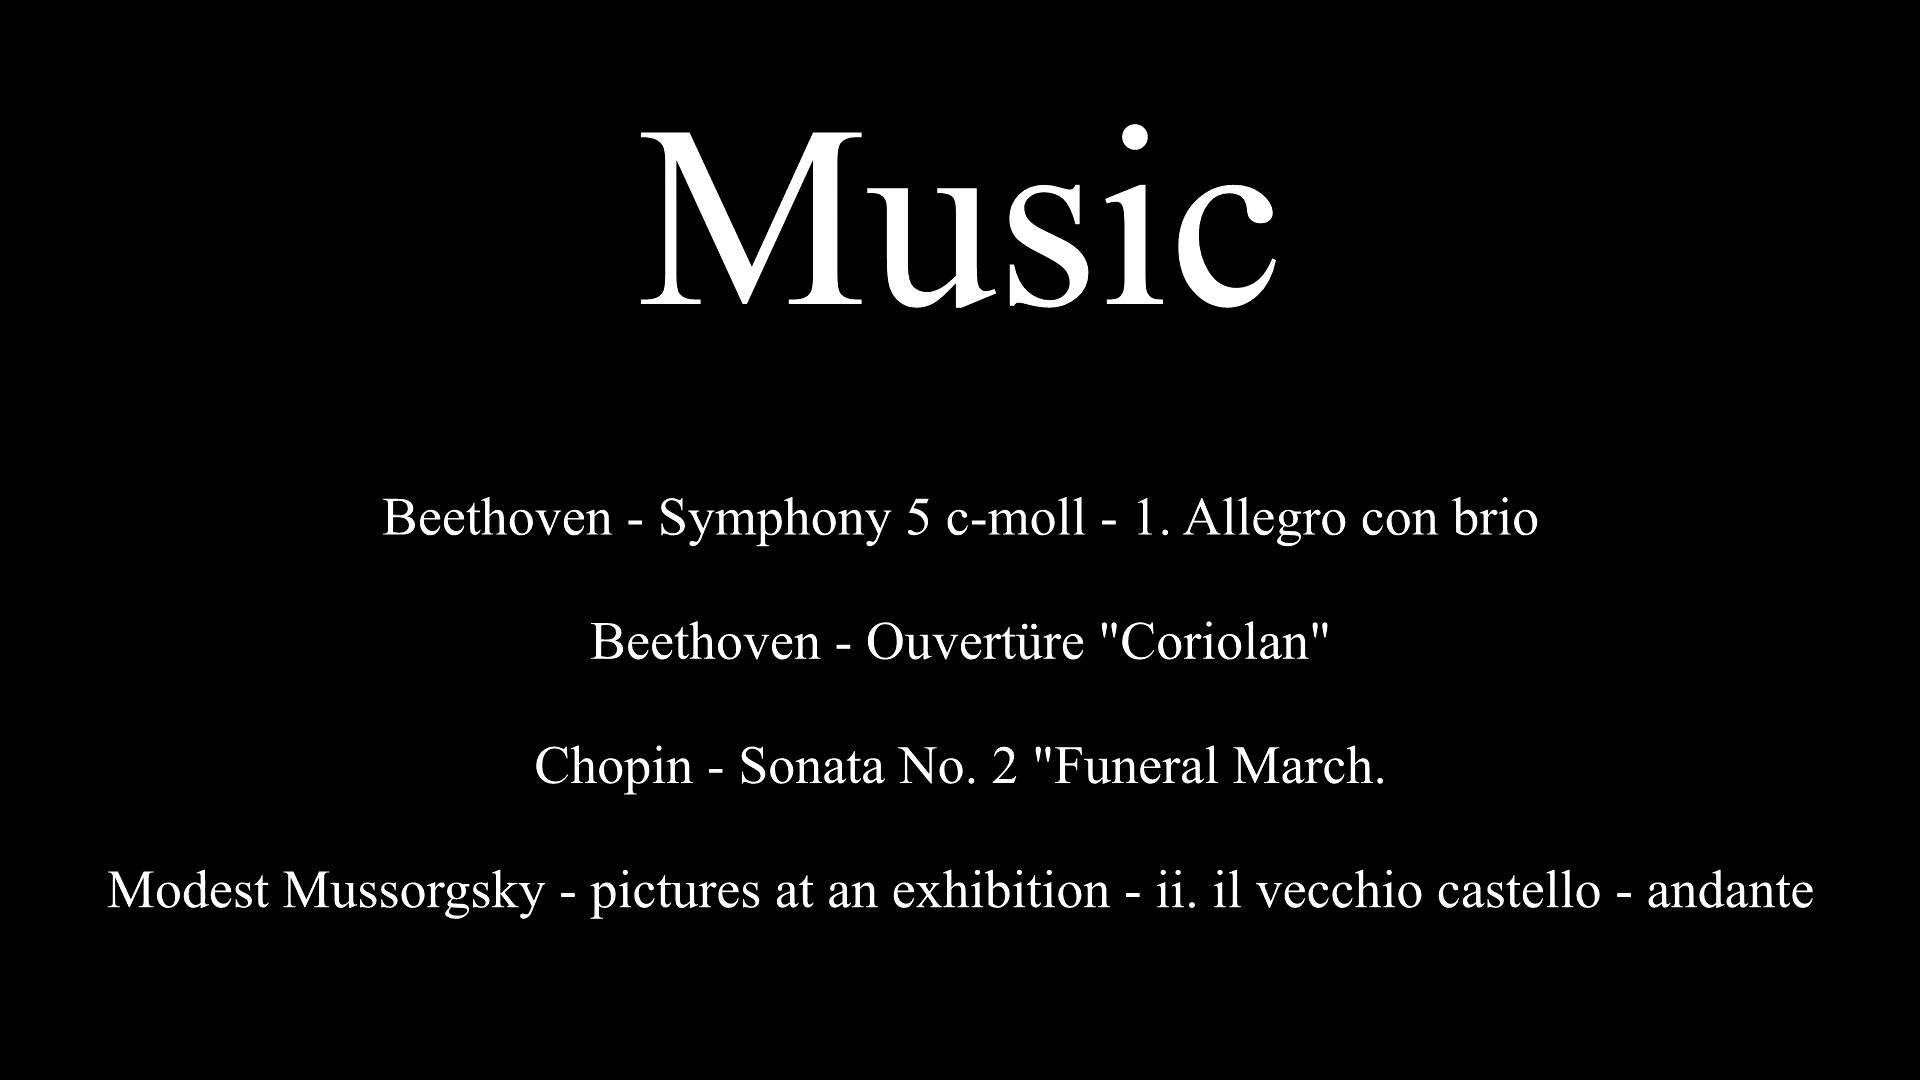 Music
Beethoven - Symphony 5 c-moll - 1. Allegro con brio
Beethoven - Ouvertüre "Coriolan"
Chopin - Sonata No. 2 "Funeral March.
Modest Mussorgsky - pictures at an exhibition - ii. il vecchio castello - andante